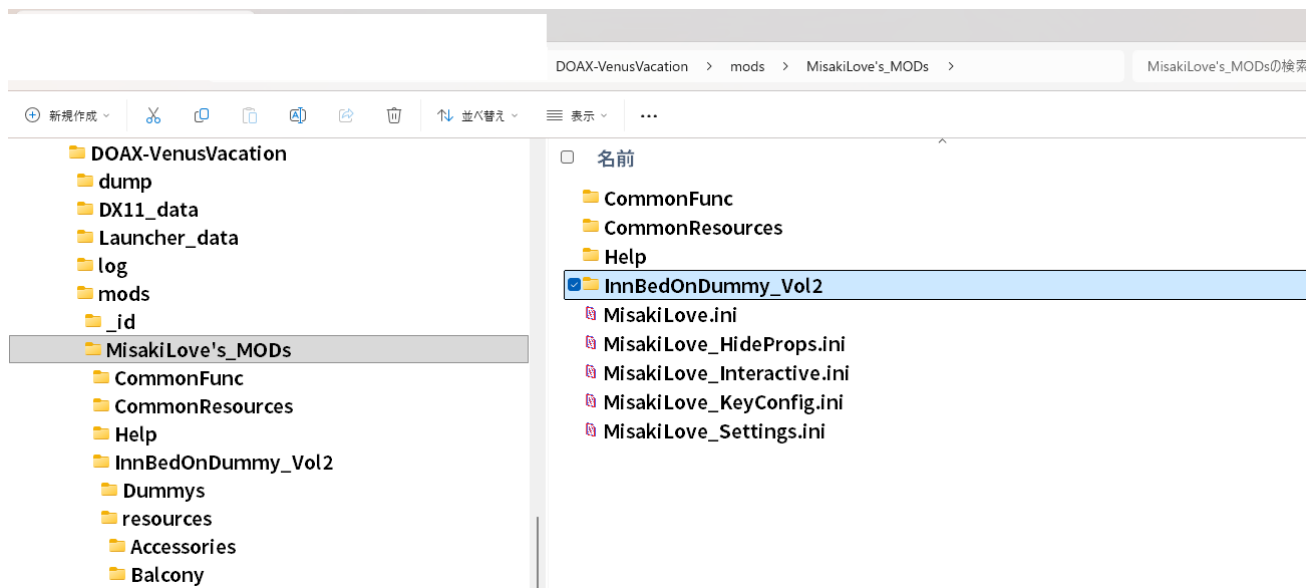 DOAX-VenusVacation > mods > MisakiLove's_MODs >
MisakiLove's_MODsの検索
新規作成
並べ替え
表示
...
DOAX-VenusVacation
dump
DX11_data
Launcher_data
log
mods
_id
MisakiLove's_MODs
CommonFunc
CommonResources
Help
InnBedOnDummy_Vol2
Dummys
resources
Accessories
Balcony
名前
CommonFunc
CommonResources
Help
InnBedOnDummy_Vol2
MisakiLove.ini
MisakiLove_HideProps.ini
MisakiLove_Interactive.ini
MisakiLove_KeyConfig.ini
MisakiLove_Settings.ini